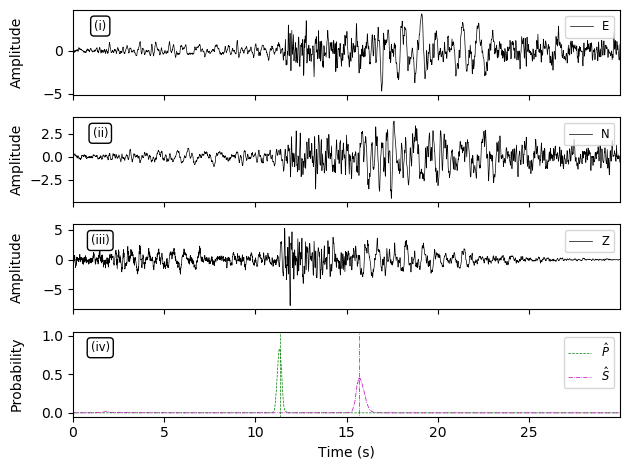 (i)
E
Amplitude
0
−5
(ii)
N
Amplitude
2.5
0.0
−2.5
(iii)
Z
Amplitude
5
0
−5
(iv)
P̂
Ŝ
Probability
1.0
0.5
0.0
0 5 10 15 20 25
Time (s)